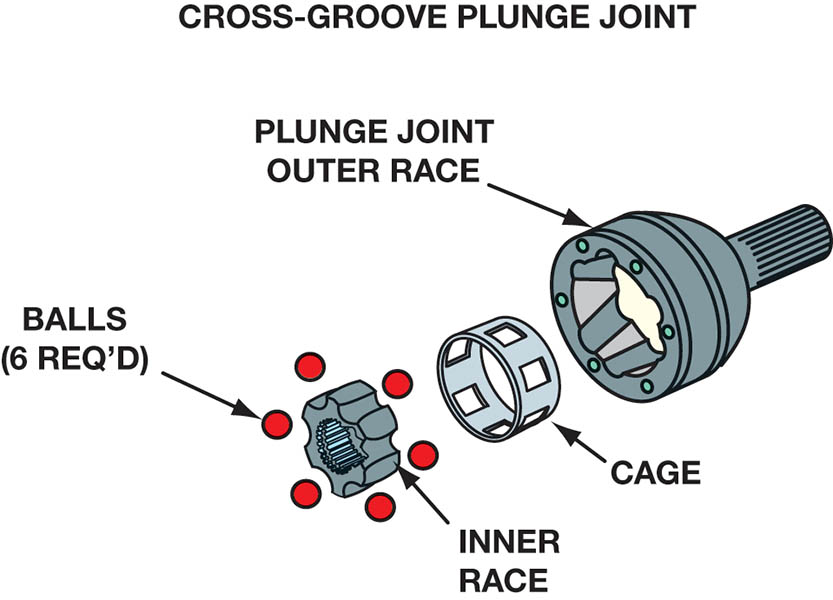 CROSS-GROOVE PLUNGE JOINT
PLUNGE JOINT
OUTER RACE
BALLS
(6 REQ’D)
CAGE
INNER
RACE